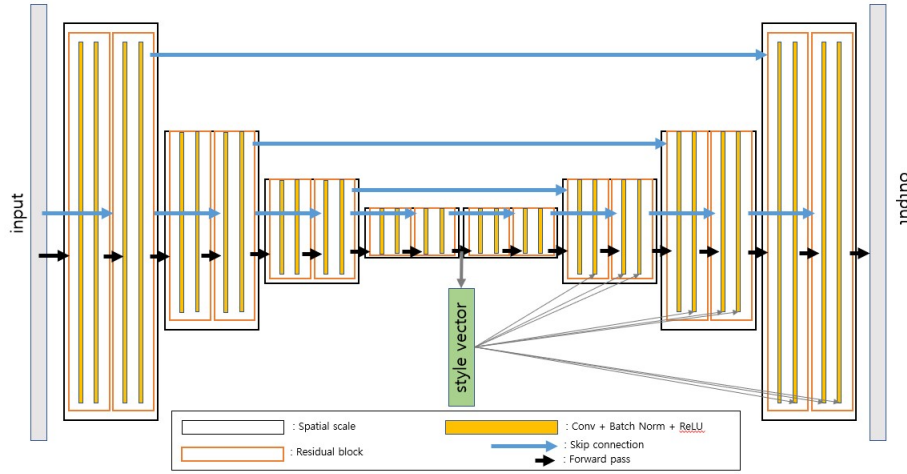 input
output
style vector
: Spatial scale
: Conv + Batch Norm + ReLU
: Residual block
: Skip connection
: Forward pass